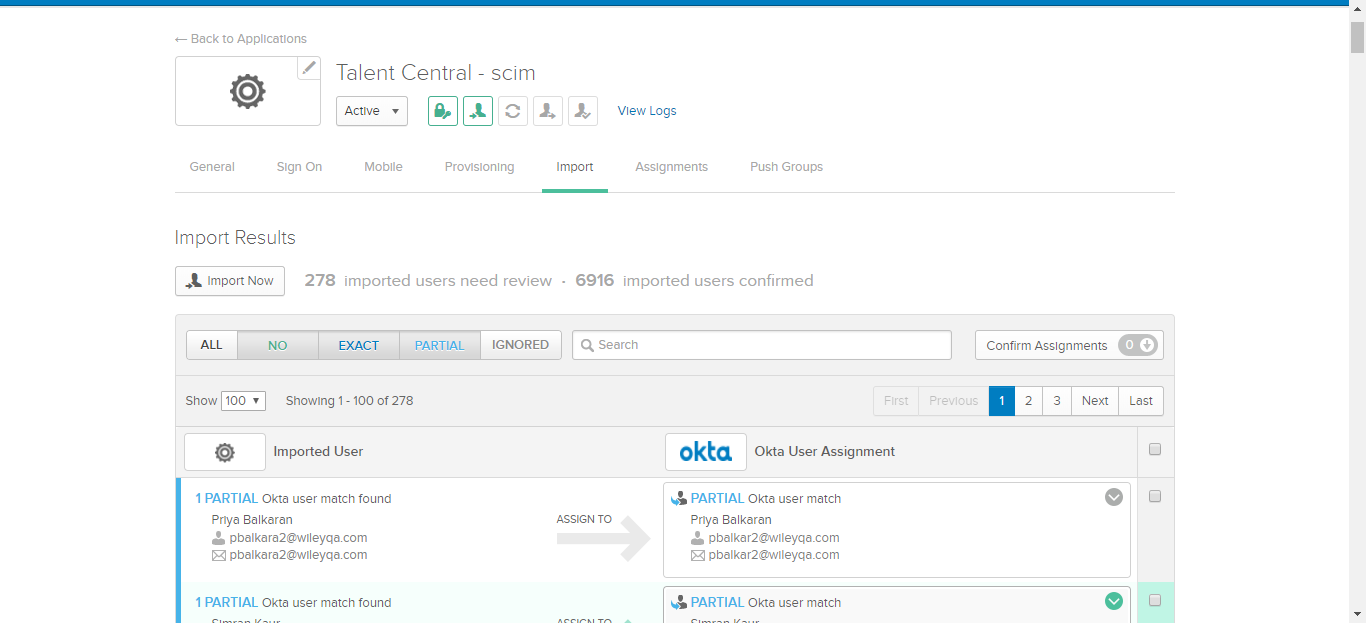 ← Back to Applications
Talent Central - scim
Active ▼ View Logs
General Sign On Mobile Provisioning Import Assignments Push Groups
Import Results
Import Now 278 imported users need review · 6916 imported users confirmed
ALL NO EXACT PARTIAL IGNORED Search Confirm Assignments 0
Show 100 ▼ Showing 1 - 100 of 278 First Previous 1 2 3 Next Last
Imported User okta Okta User Assignment
1 PARTIAL Okta user match found
Priya Balkaran
pbalkara2@wileyqa.com
pbalkara2@wileyqa.com
ASSIGN TO
PARTIAL Okta user match
Priya Balkaran
pbalkar2@wileyqa.com
pbalkar2@wileyqa.com
1 PARTIAL Okta user match found
Simran Kaur
ASSIGN TO
PARTIAL Okta user match
Simran Kaur